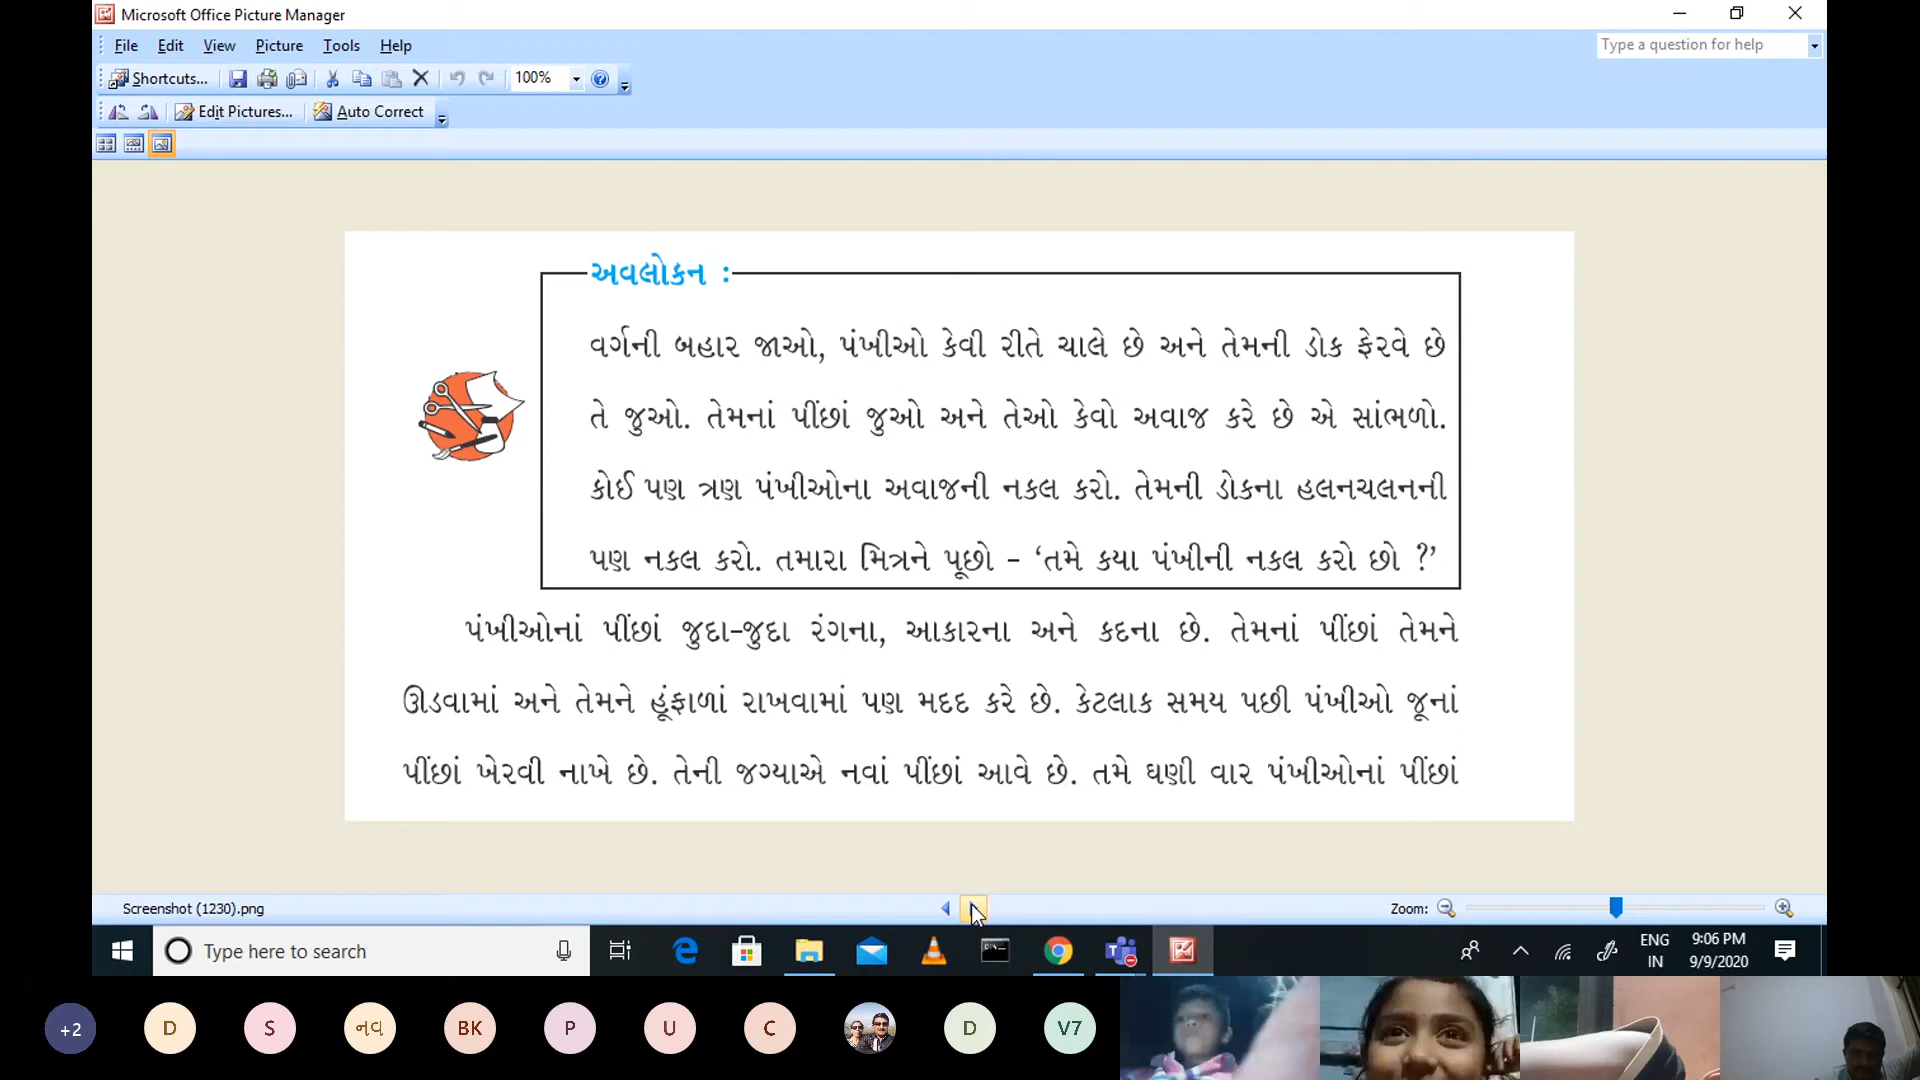 Microsoft Office Picture Manager
File Edit View Picture Tools Help
Type a question for help
Shortcuts... 100%
Edit Pictures... Auto Correct
અવલોકન :
વર્ગની બહાર જાઓ, પંખીઓ કેવી રીતે ચાલે છે અને તેમની ડોક ફેરવે છે
તે જુઓ. તેમનાં પીંછાં જુઓ અને તેઓ કેવો અવાજ કરે છે એ સાંભળો.
કોઈ પણ ત્રણ પંખીઓના અવાજની નકલ કરો. તેમની ડોકના હલનચલનની
પણ નકલ કરો. તમારા મિત્રને પૂછો – ‘તમે કયા પંખીની નકલ કરો છો ?’
પંખીઓનાં પીંછાં જુદા-જુદા રંગના, આકારના અને કદના છે. તેમનાં પીંછાં તેમને
ઊડવામાં અને તેમને હૂંફાળાં રાખવામાં પણ મદદ કરે છે. કેટલાક સમય પછી પંખીઓ જૂનાં
પીંછાં ખેરવી નાખે છે. તેની જગ્યાએ નવાં પીંછાં આવે છે. તમે ઘણી વાર પંખીઓનાં પીંછાં
Screenshot (1230).png Zoom:
Type here to search
ENG
IN
9:06 PM
9/9/2020
+2 D S નવ BK P U C D V7